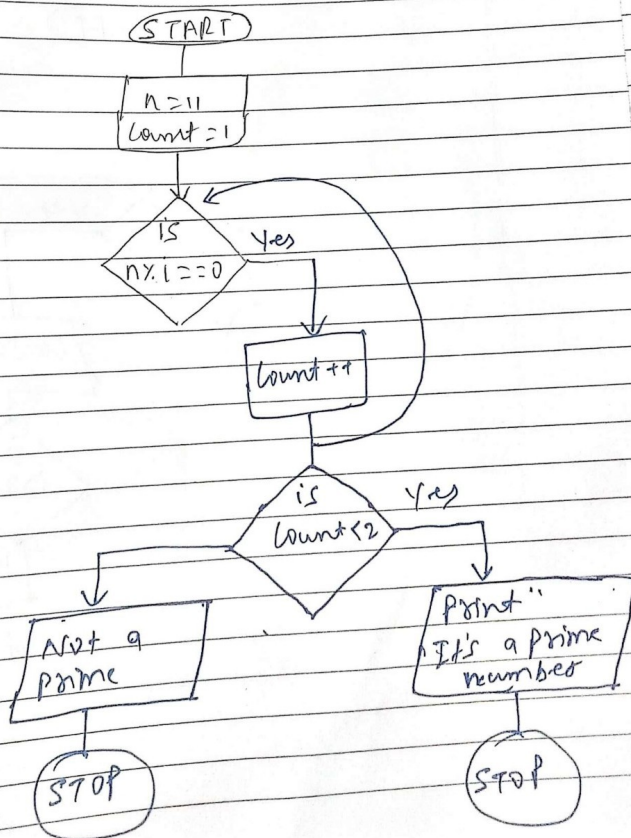 START
n=11
Count=1
is
n%i==0
Yes
Count++
is
Count<2
Yes
Not a
prime
Print"
It's a prime
number
STOP
STOP